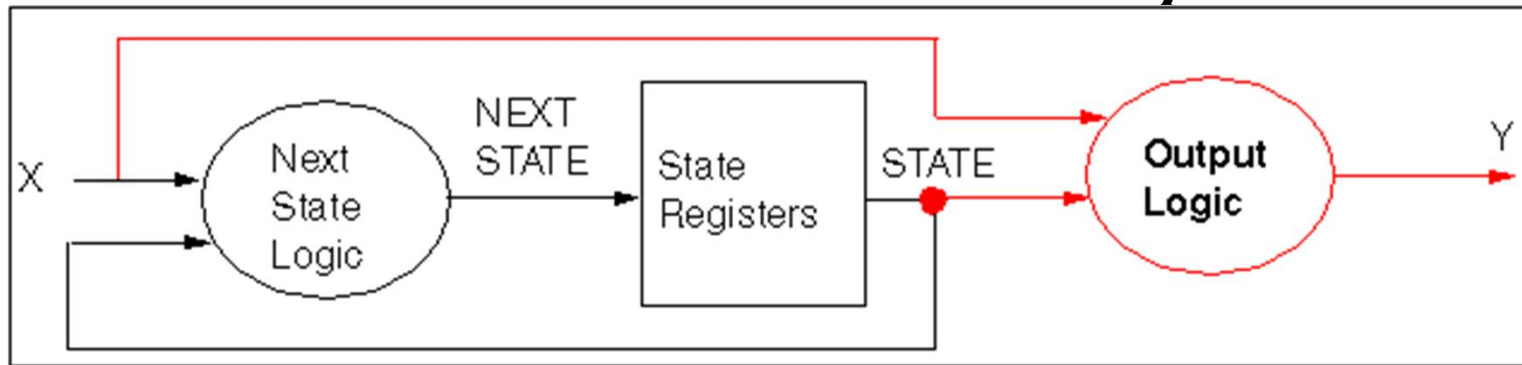 X
Next
State
Logic
NEXT
STATE
State
Registers
STATE
Output
Logic
Y